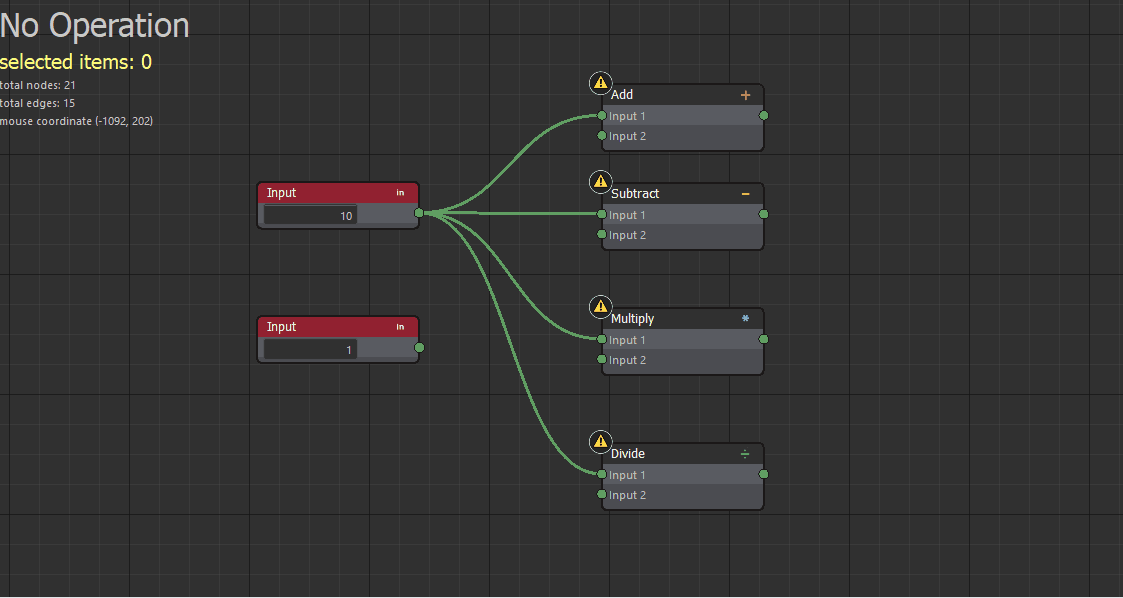 No Operation
selected items: 0
total nodes: 21
total edges: 15
mouse coordinate (-1092, 202)
Add +
Input 1
Input 2
Subtract −
Input 1
Input 2
Input in
10
Input in
1
Multiply *
Input 1
Input 2
Divide ÷
Input 1
Input 2